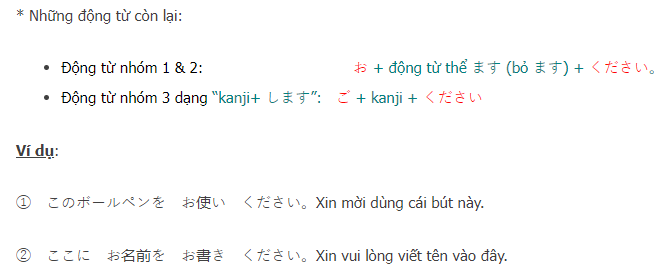 * Những động từ còn lại:
• Động từ nhóm 1 & 2: お + động từ thể ます (bỏ ます) + ください。
• Động từ nhóm 3 dạng “kanji+ します”: ご + kanji + ください
Ví dụ:
① このボールペンを お使い ください。Xin mời dùng cái bút này.
② ここに お名前を お書き ください。Xin vui lòng viết tên vào đây.